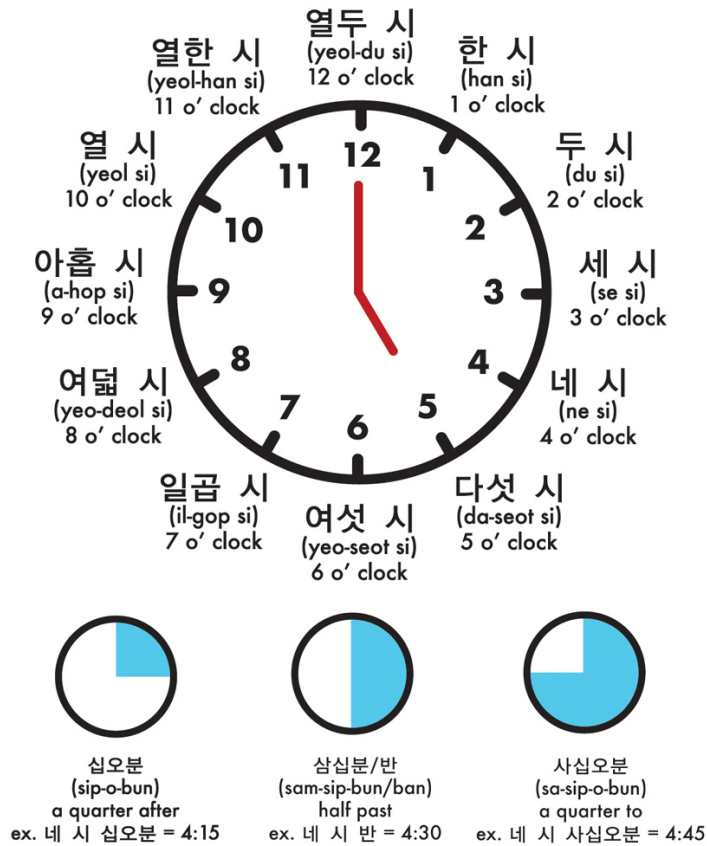 열두 시
(yeol-du si)
12 o' clock
한 시
(han si)
1 o' clock
두 시
(du si)
2 o' clock
세 시
(se si)
3 o' clock
네 시
(ne si)
4 o' clock
다섯 시
(da-seot si)
5 o' clock
여섯 시
(yeo-seot si)
6 o' clock
일곱 시
(il-gop si)
7 o' clock
여덟 시
(yeo-deol si)
8 o' clock
아홉 시
(a-hop si)
9 o' clock
열 시
(yeol si)
10 o' clock
열한 시
(yeol-han si)
11 o' clock
12
1
2
3
4
5
6
7
8
9
10
11
십오분
(sip-o-bun)
a quarter after
ex. 네 시 십오분 = 4:15
삼십분/반
(sam-sip-bun/ban)
half past
ex. 네 시 반 = 4:30
사십오분
(sa-sip-o-bun)
a quarter to
ex. 네 시 사십오분 = 4:45